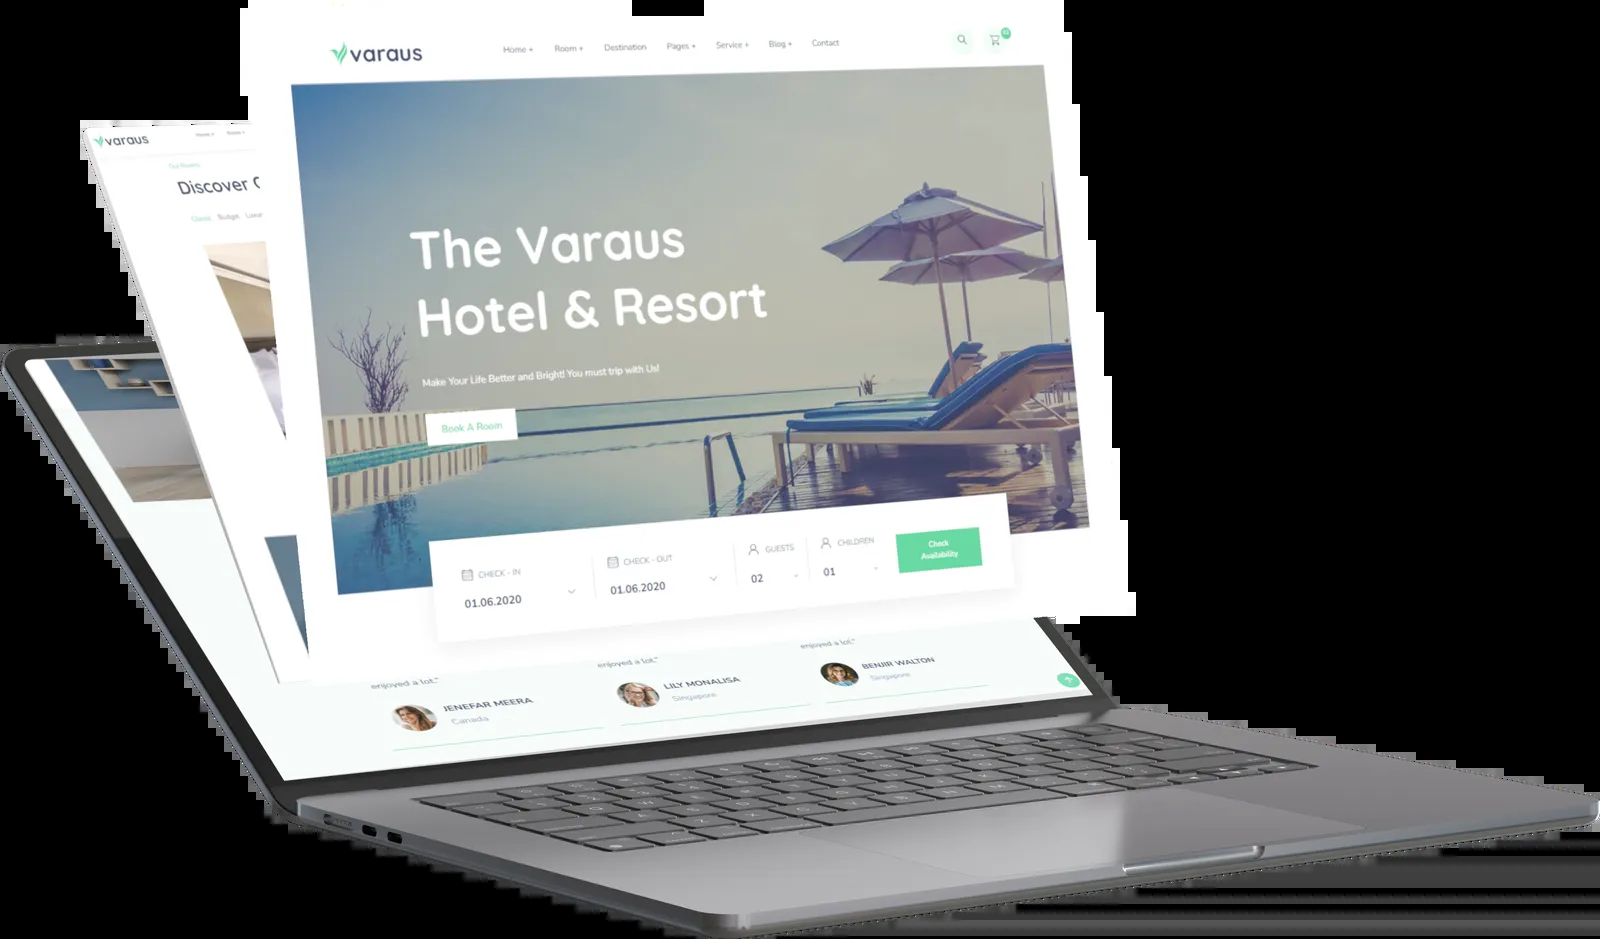 varaus
Home + Room + Destination Pages + Service + Blog + Contact
The Varaus
Hotel & Resort
Make Your Life Better and Bright! You must trip with Us!
Book A Room
CHECK - IN
01.06.2020
CHECK - OUT
01.06.2020
GUESTS
02
CHILDREN
01
Check
Availability
varaus
Home +
Our Rooms
Discover
Classic Budget
enjoyed a lot."
JENEFAR MEERA
Canada
enjoyed a lot."
LILY MONALISA
Singapore
enjoyed a lot."
BENJIR WALTON
Singapore